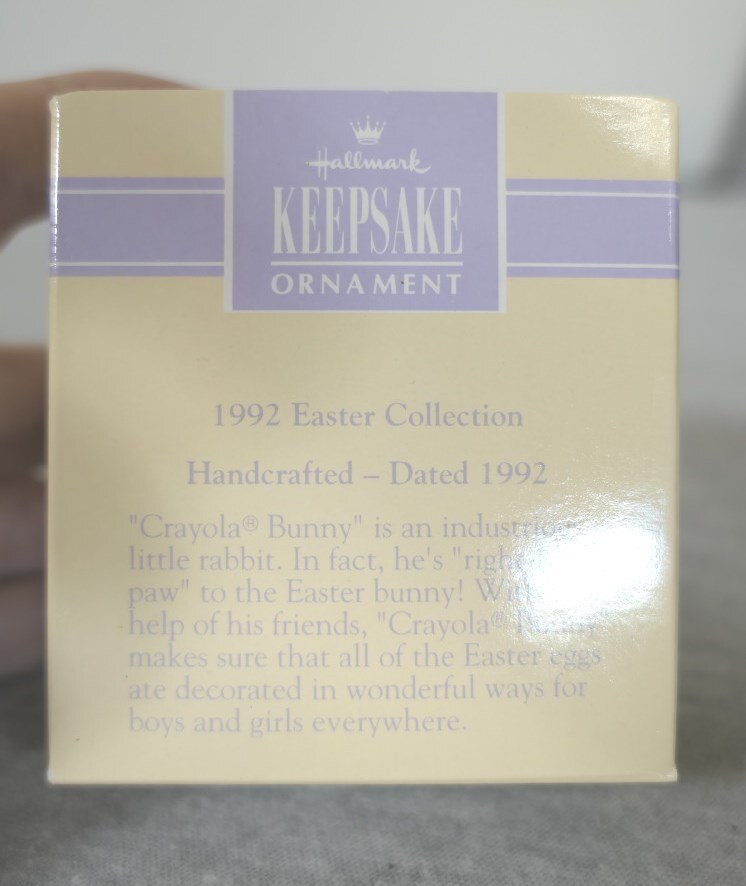 Hallmark
KEEPSAKE
ORNAMENT
1992 Easter Collection
Handcrafted – Dated 1992
"Crayola® Bunny" is an
little rabbit. In fact, he's
paw" to the Easter bunny!
help of his friends, "Crayola®
makes sure that all of the Easter eggs
are decorated in wonderful ways for
boys and girls everywhere.